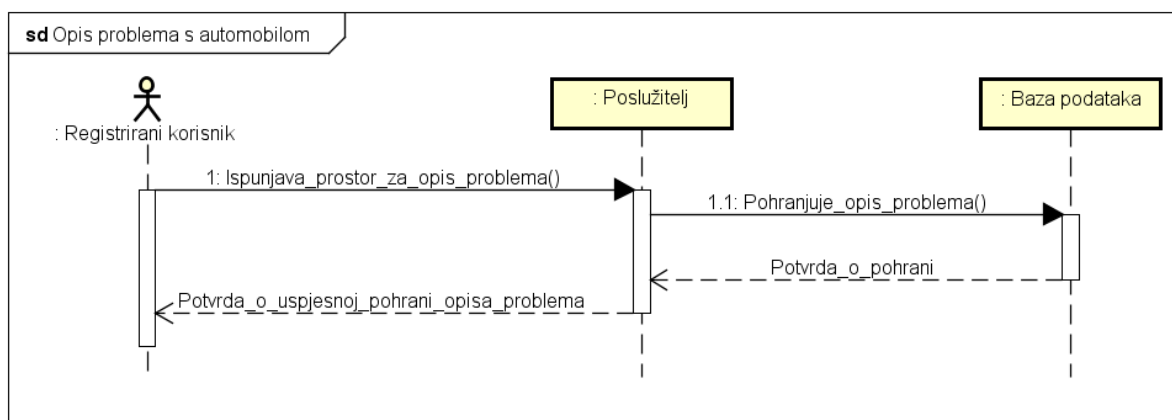 sd Opis problema s automobilom
: Registrirani korisnik
: Poslužitelj
: Baza podataka
1: Ispunjava_prostor_za_opis_problema()
1.1: Pohranjuje_opis_problema()
Potvrda_o_pohrani
Potvrda_o_uspjesnoj_pohrani_opisa_problema